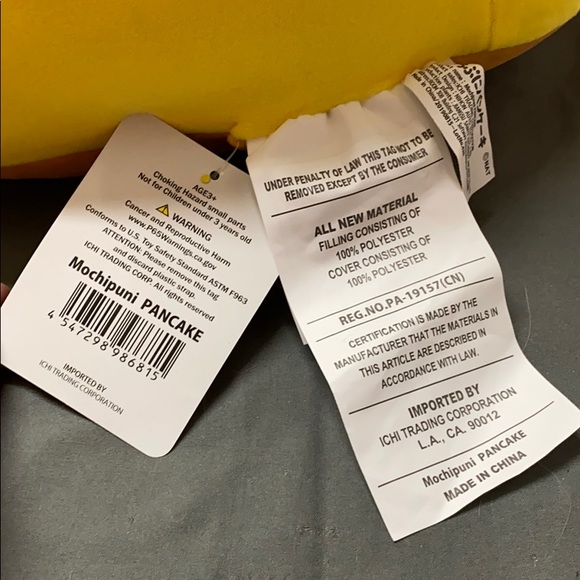 AGE3+
Choking Hazard small parts
Not for Children under 3 years old
WARNING
Cancer and Reproductive Harm
www.P65Warnings.ca.gov
Conforms to U.S. Toy Safety Standard ASTM F963
ATTENTION: Please remove this tag
and discard plastic strap.
ICHI TRADING CORP. All rights reserved
Mochipuni PANCAKE
4 547298 986815
IMPORTED BY
ICHI TRADING CORPORATION
UNDER PENALTY OF LAW THIS TAG NOT TO BE
REMOVED EXCEPT BY THE CONSUMER
ALL NEW MATERIAL
FILLING CONSISTING OF
100% POLYESTER
COVER CONSISTING OF
100% POLYESTER
REG.NO.PA-19157(CN)
CERTIFICATION IS MADE BY THE
MANUFACTURER THAT THE MATERIALS IN
THIS ARTICLE ARE DESCRIBED IN
ACCORDANCE WITH LAW.
IMPORTED BY
ICHI TRADING CORPORATION
L.A., CA. 90012
Mochipuni PANCAKE
MADE IN CHINA
パンケーキ
©NAT